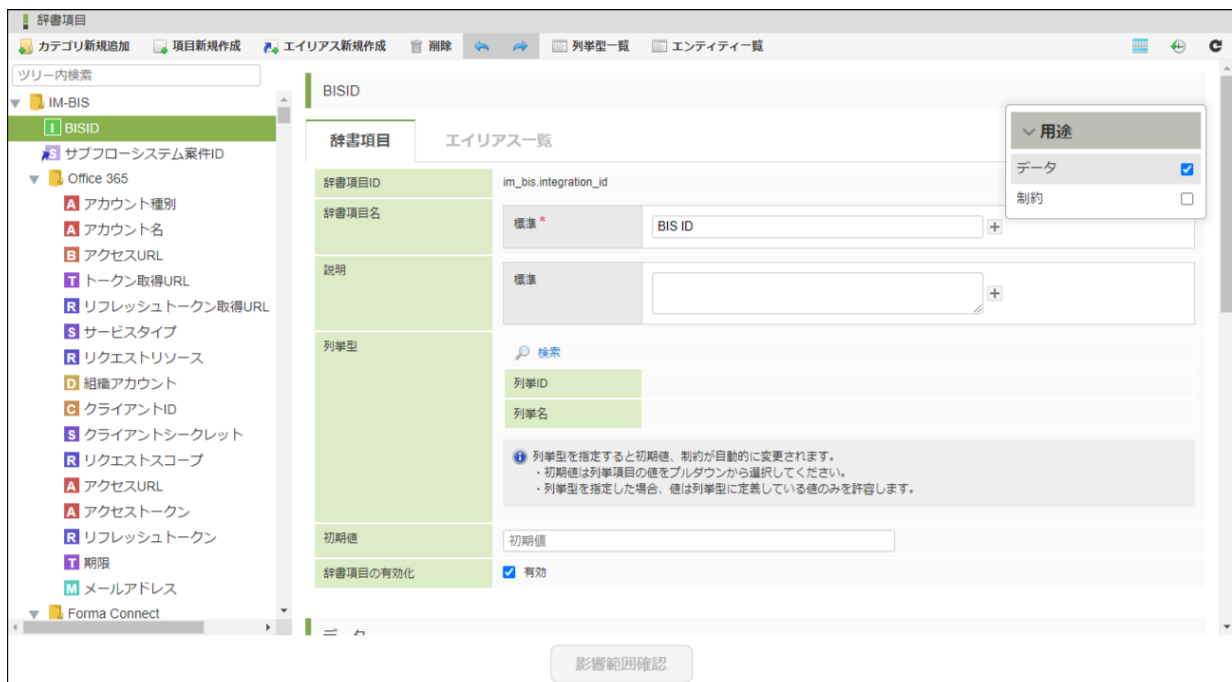 辞書項目
カテゴリ新規追加 項目新規作成 エイリアス新規作成 削除 列挙型一覧 エンティティ一覧
ツリー内検索
IM-BIS
I BISID
S サブフローシステム案件ID
Office 365
A アカウント種別
A アカウント名
B アクセスURL
T トークン取得URL
R リフレッシュトークン取得URL
S サービスタイプ
R リクエストリソース
D 組織アカウント
C クライアントID
S クライアントシークレット
R リクエストスコープ
A アクセスURL
A アクセストークン
R リフレッシュトークン
T 期限
M メールアドレス
Forma Connect
BISID
辞書項目 エイリアス一覧
辞書項目ID im_bis.integration_id
辞書項目名 標準* BIS ID
説明 標準
列挙型 検索
列挙ID
列挙名
列挙型を指定すると初期値、制約が自動的に変更されます。
・初期値は列挙項目の値をプルダウンから選択してください。
・列挙型を指定した場合、値は列挙型に定義している値のみを許容します。
初期値 初期値
辞書項目の有効化 有効
データ
用途
データ
制約
影響範囲確認